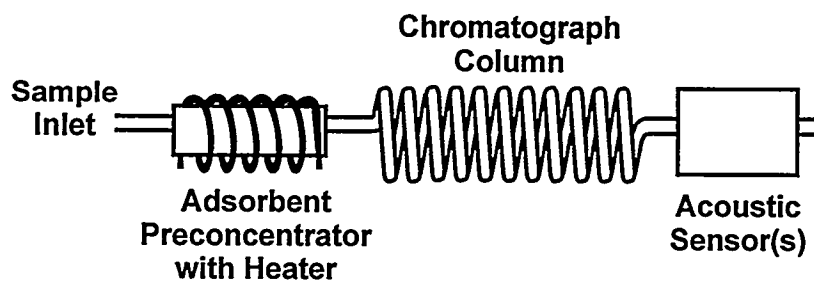 Sample
Inlet
Adsorbent
Preconcentrator
with Heater
Chromatograph
Column
Acoustic
Sensor(s)